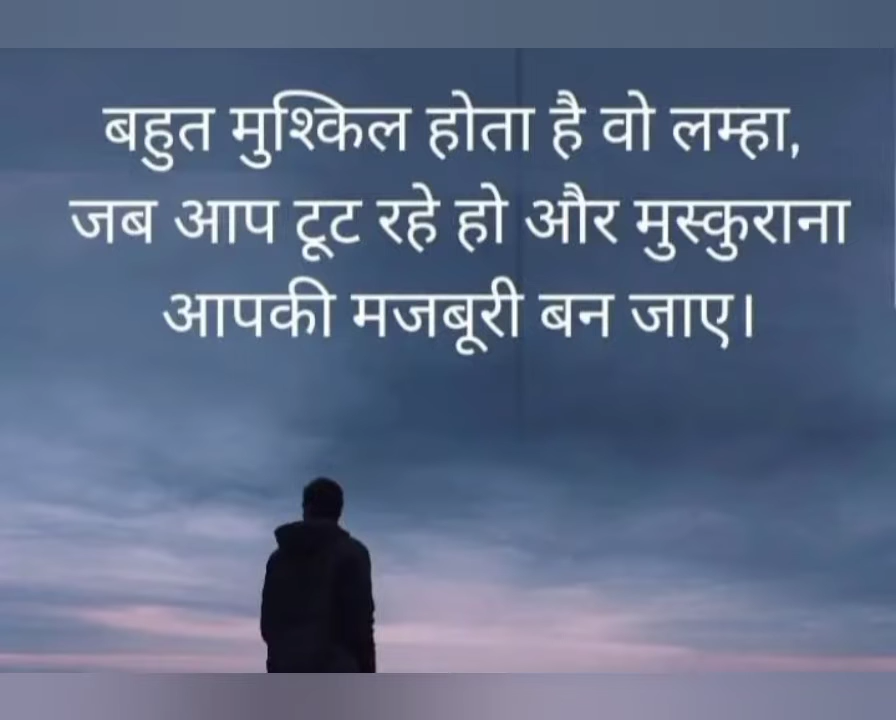 बहुत मुश्किल होता है वो लम्हा,
जब आप टूट रहे हो और मुस्कुराना
आपकी मजबूरी बन जाए।